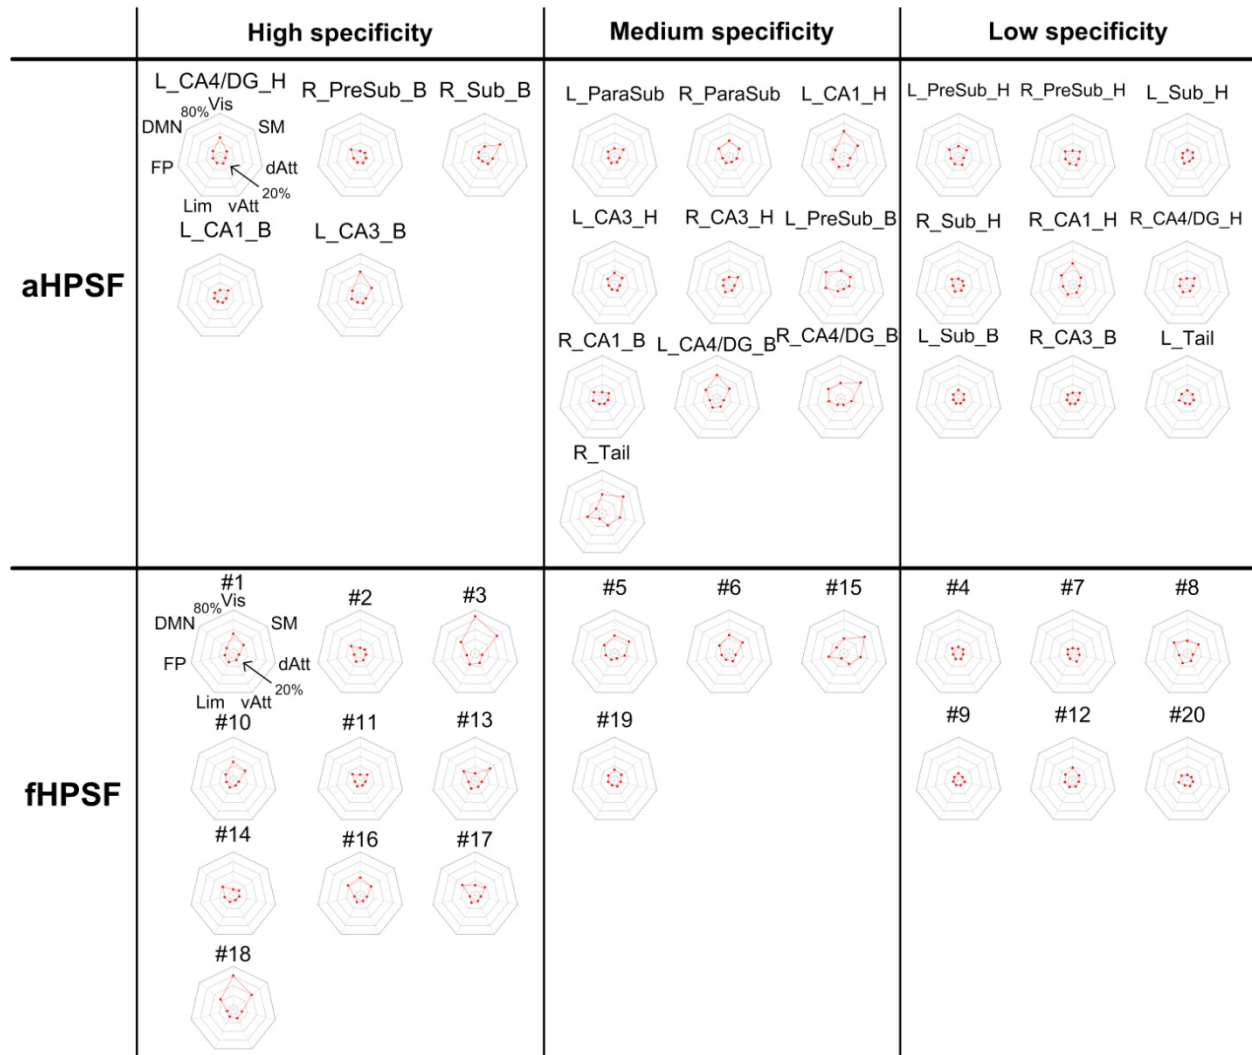 High specificity Medium specificity Low specificity
aHPSF
L_CA4/DG_H R_PreSub_B R_Sub_B
Vis
80%
DMN SM
FP dAtt
20%
Lim vAtt
L_CA1_B L_CA3_B
L_ParaSub R_ParaSub L_CA1_H
L_CA3_H R_CA3_H L_PreSub_B
R_CA1_B L_CA4/DG_B R_CA4/DG_B
R_Tail
L_PreSub_H R_PreSub_H L_Sub_H
R_Sub_H R_CA1_H R_CA4/DG_H
L_Sub_B R_CA3_B L_Tail
fHPSF
#1 #2 #3
Vis
80%
DMN SM
FP dAtt
20%
Lim vAtt
#10 #11 #13
#14 #16 #17
#18
#5 #6 #15
#19
#4 #7 #8
#9 #12 #20